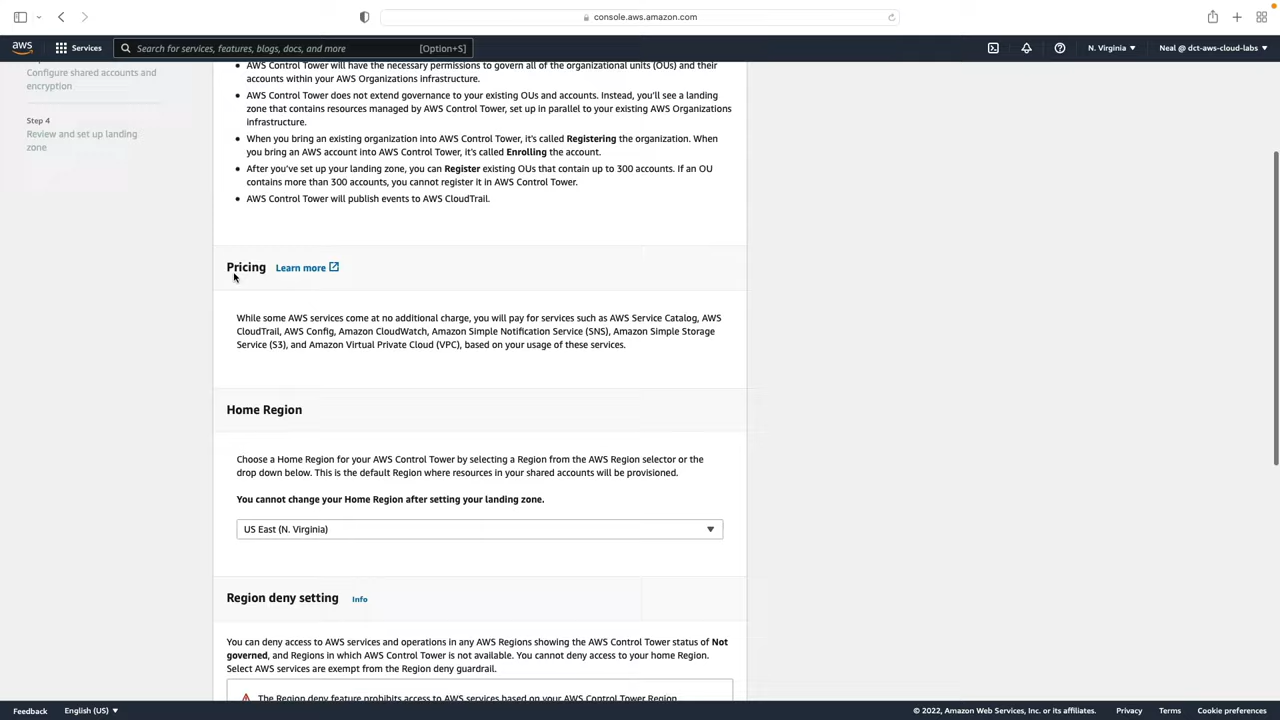 console.aws.amazon.com
aws
Services
Search for services, features, blogs, docs, and more
[Option+S]
N. Virginia
Neal @ dct-aws-cloud-labs
Configure shared accounts and
encryption
Step 4
Review and set up landing
zone
AWS Control Tower will have the necessary permissions to govern all of the organizational units (OUs) and their
accounts within your AWS Organizations infrastructure.
AWS Control Tower does not extend governance to your existing OUs and accounts. Instead, you'll see a landing
zone that contains resources managed by AWS Control Tower, set up in parallel to your existing AWS Organizations
infrastructure.
When you bring an existing organization into AWS Control Tower, it's called Registering the organization. When
you bring an AWS account into AWS Control Tower, it's called Enrolling the account.
After you've set up your landing zone, you can Register existing OUs that contain up to 300 accounts. If an OU
contains more than 300 accounts, you cannot register it in AWS Control Tower.
AWS Control Tower will publish events to AWS CloudTrail.
Pricing Learn more
While some AWS services come at no additional charge, you will pay for services such as AWS Service Catalog, AWS
CloudTrail, AWS Config, Amazon CloudWatch, Amazon Simple Notification Service (SNS), Amazon Simple Storage
Service (S3), and Amazon Virtual Private Cloud (VPC), based on your usage of these services.
Home Region
Choose a Home Region for your AWS Control Tower by selecting a Region from the AWS Region selector or the
drop down below. This is the default Region where resources in your shared accounts will be provisioned.
You cannot change your Home Region after setting your landing zone.
US East (N. Virginia)
Region deny setting Info
You can deny access to AWS services and operations in any AWS Regions showing the AWS Control Tower status of Not
governed, and Regions in which AWS Control Tower is not available. You cannot deny access to your home Region.
Select AWS services are exempt from the Region deny guardrail.
The Region deny feature prohibits access to AWS services based on your AWS Control Tower Region
Feedback
English (US)
© 2022, Amazon Web Services, Inc. or its affiliates.
Privacy
Terms
Cookie preferences